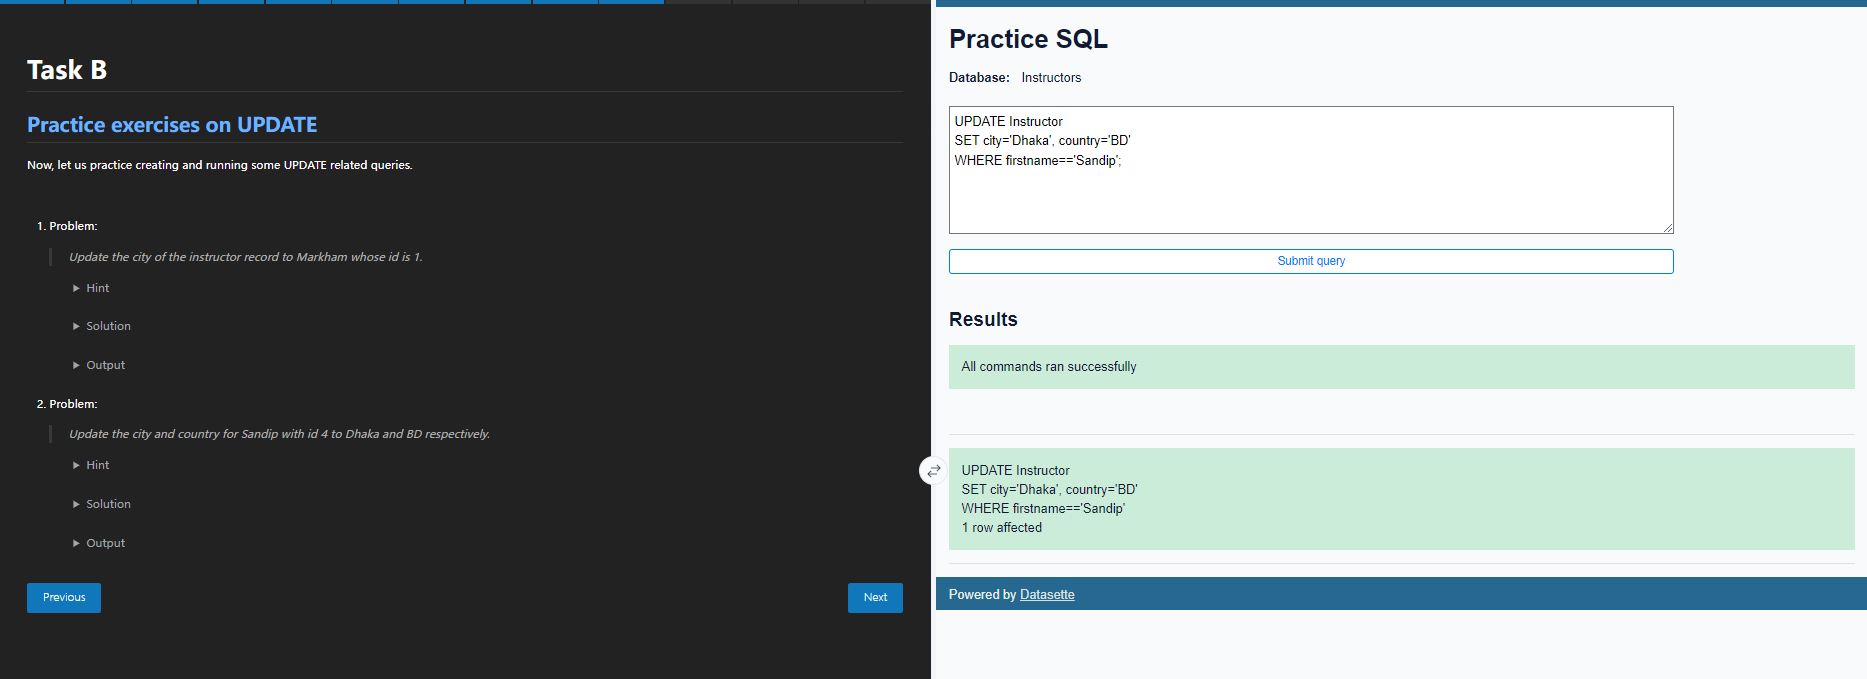 Task B
Practice exercises on UPDATE
Now, let us practice creating and running some UPDATE related queries.
1. Problem:
Update the city of the instructor record to Markham whose id is 1.
Hint
Solution
Output
2. Problem:
Update the city and country for Sandip with id 4 to Dhaka and BD respectively.
Hint
Solution
Output
Previous
Next
Practice SQL
Database: Instructors
UPDATE Instructor
SET city='Dhaka', country='BD'
WHERE firstname=='Sandip';
Submit query
Results
All commands ran successfully
UPDATE Instructor
SET city='Dhaka', country='BD'
WHERE firstname=='Sandip'
1 row affected
Powered by Datasette